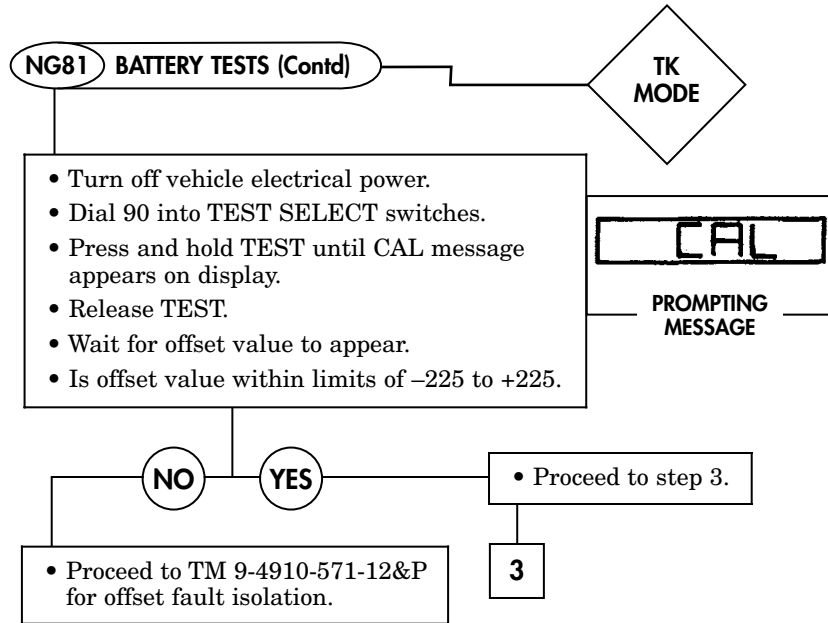 NG81 BATTERY TESTS (Contd)
TK
MODE
• Turn off vehicle electrical power.
• Dial 90 into TEST SELECT switches.
• Press and hold TEST until CAL message
appears on display.
• Release TEST.
• Wait for offset value to appear.
• Is offset value within limits of –225 to +225.
CAL
PROMPTING
MESSAGE
NO
YES
• Proceed to step 3.
• Proceed to TM 9-4910-571-12&P
for offset fault isolation.
3